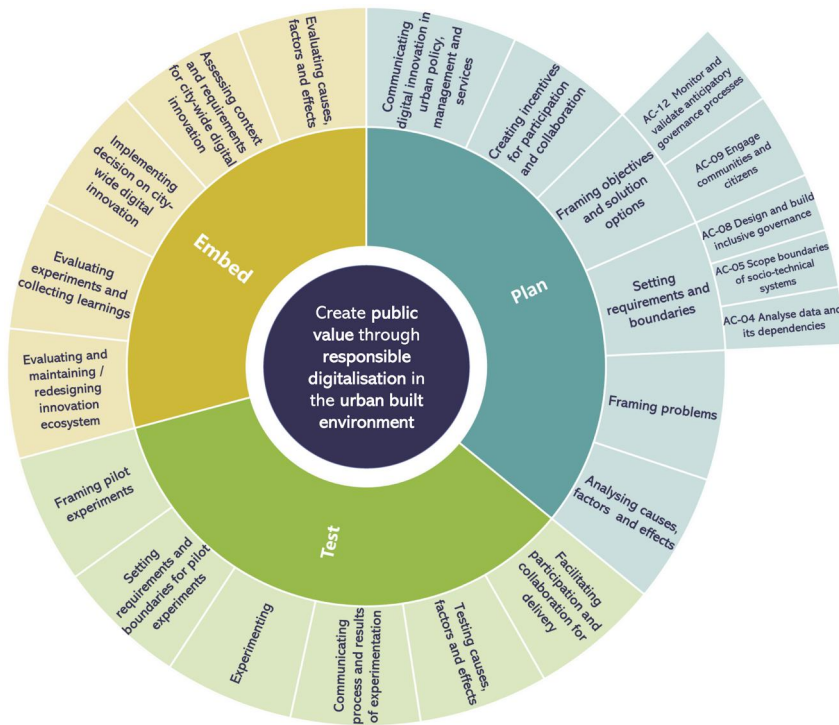 Create public
value through
responsible
digitalisation in
the urban built
environment
Plan
Communicating
digital innovation in
urban policy,
management and
services
Creating incentives
for participation
and collaboration
Framing objectives
and solution
options
AC-12 Monitor and
validate anticipatory
governance processes
AC-09 Engage
communities and
citizens
AC-08 Design and build
inclusive governance
AC-05 Scope boundaries
of socio-technical
systems
AC-04 Analyse data and
its dependencies
Setting
requirements and
boundaries
Framing problems
Analysing causes,
factors and effects
Test
Facilitating
participation and
collaboration for
delivery
Testing causes,
factors and effects
Communicating
process and results
of experimentation
Experimenting
Setting
requirements and
boundaries for pilot
experiments
Framing pilot
experiments
Embed
Evaluating and
maintaining /
redesigning
innovation
ecosystem
Evaluating
experiments and
collecting learnings
Implementing
decision on city-
wide digital
innovation
Assessing context
and requirements
for city-wide digital
innovation
Evaluating causes,
factors and effects